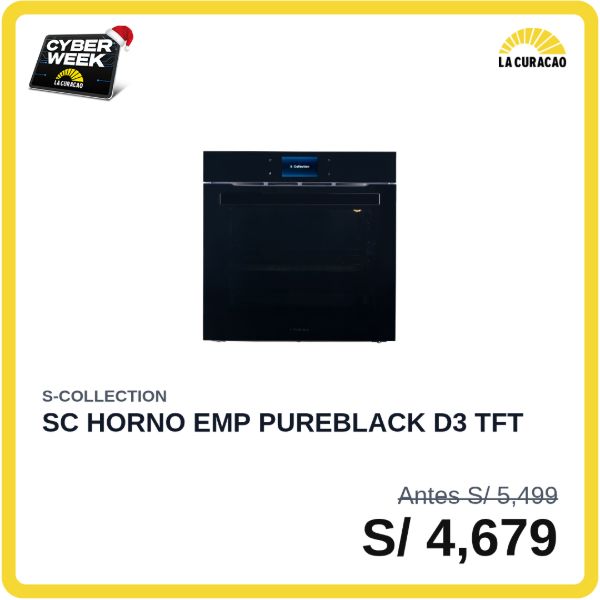 CYBER
WEEK
LA CURACAO
LA CURACAO
S-COLLECTION
SC HORNO EMP PUREBLACK D3 TFT
Antes S/ 5,499
S/ 4,679